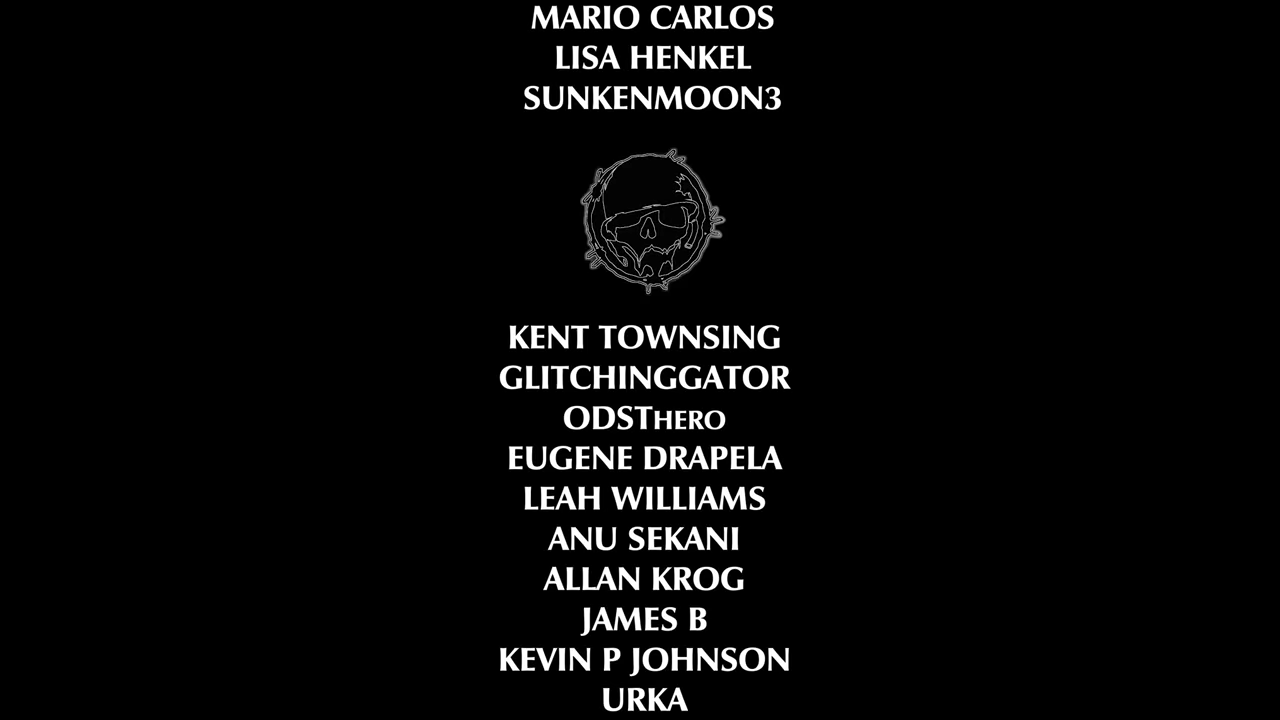 MARIO CARLOS
LISA HENKEL
SUNKENMOON3
KENT TOWNSING
GLITCHINGGATOR
ODSTHERO
EUGENE DRAPELA
LEAH WILLIAMS
ANU SEKANI
ALLAN KROG
JAMES B
KEVIN P JOHNSON
URKA